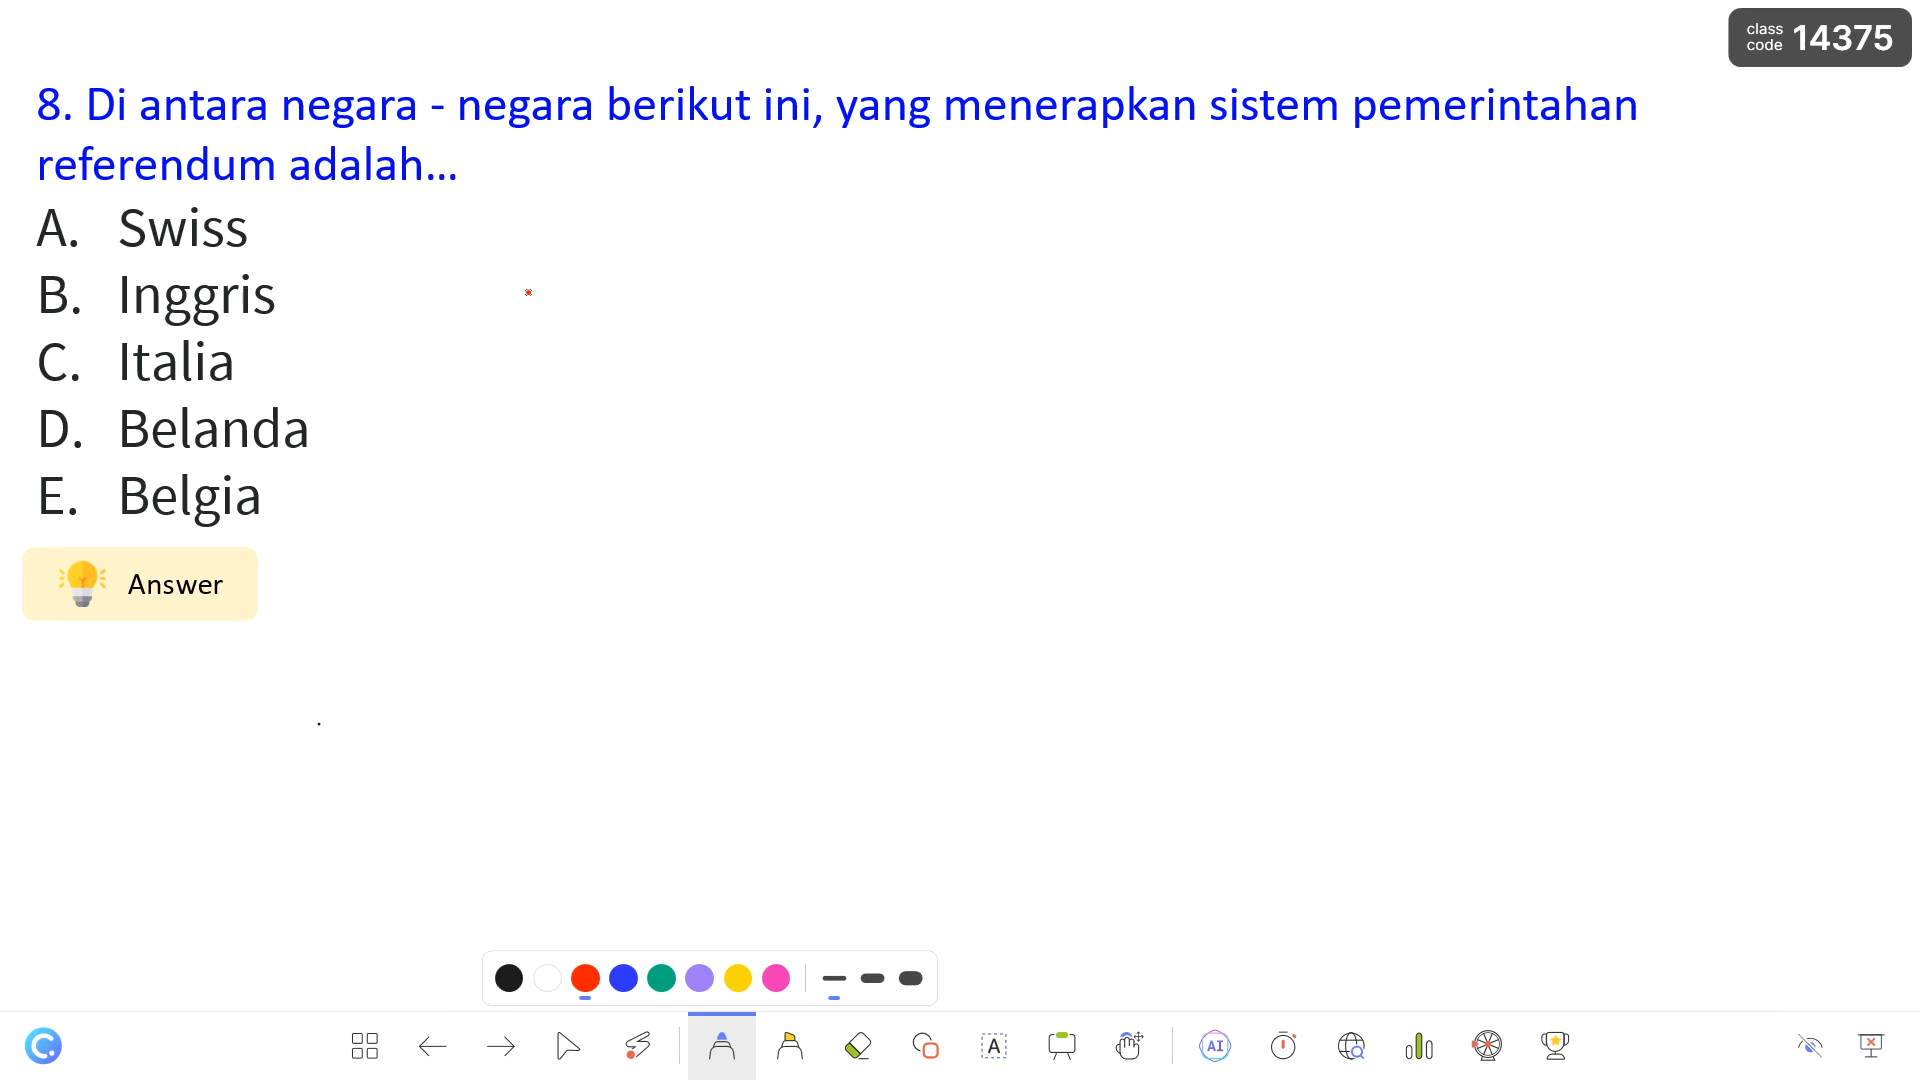 class
code 14375
8. Di antara negara - negara berikut ini, yang menerapkan sistem pemerintahan
referendum adalah...
A. Swiss
B. Inggris
C. Italia
D. Belanda
E. Belgia
Answer
A
AI